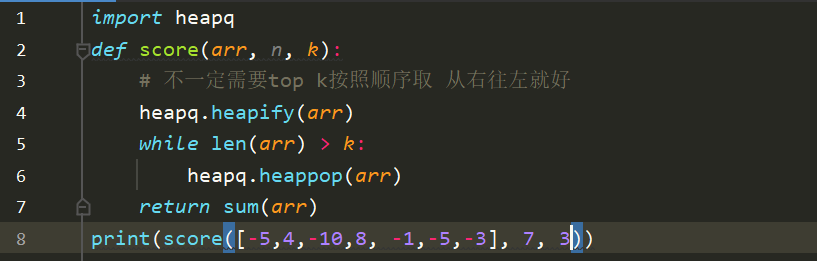 1 import heapq
2 def score(arr, n, k):
3 # 不一定需要top k按照顺序取 从右往左就好
4 heapq.heapify(arr)
5 while len(arr) > k:
6 heapq.heappop(arr)
7 return sum(arr)
8 print(score([-5,4,-10,8, -1,-5,-3], 7, 3))